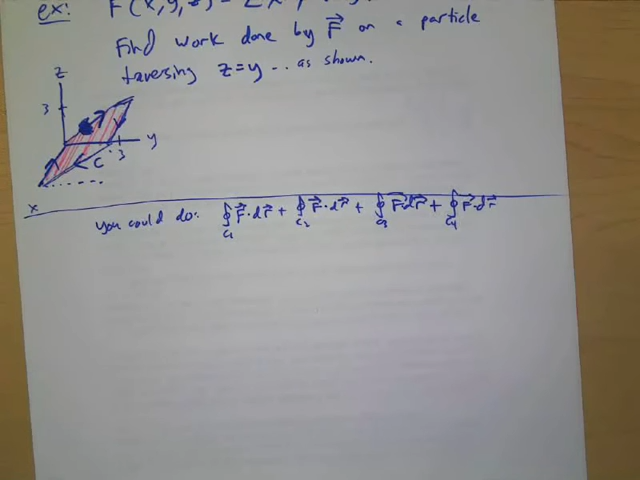 ex: F(x,y,z) =
Find work done by F⃗ on a particle
traversing z=y .. as shown.
z
3
y
3
C
x
you could do: ∮C₁ F⃗·dr⃗ + ∮C₂ F⃗·dr⃗ + ∮C₃ F⃗·dr⃗ + ∮C₄ F⃗·dr⃗